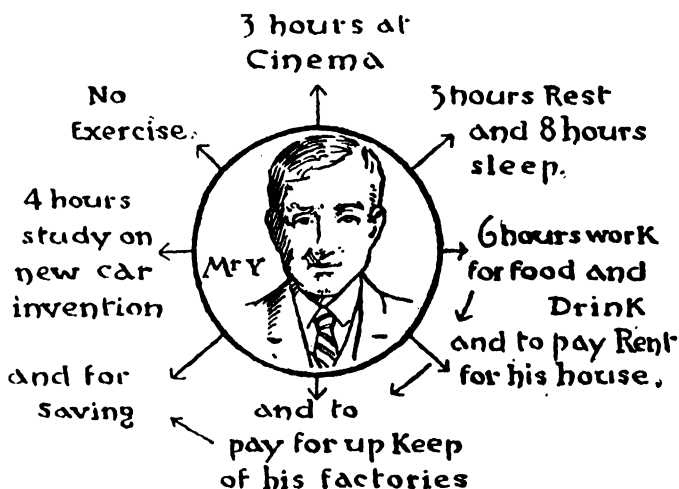 3 hours at
Cinema
3 hours Rest
and 8 hours
sleep.
6 hours work
for food and
Drink
and to pay Rent
for his house.
and to
pay for up Keep
of his factories
and for
saving
4 hours
study on
new car
invention
No
Exercise.
Mr Y